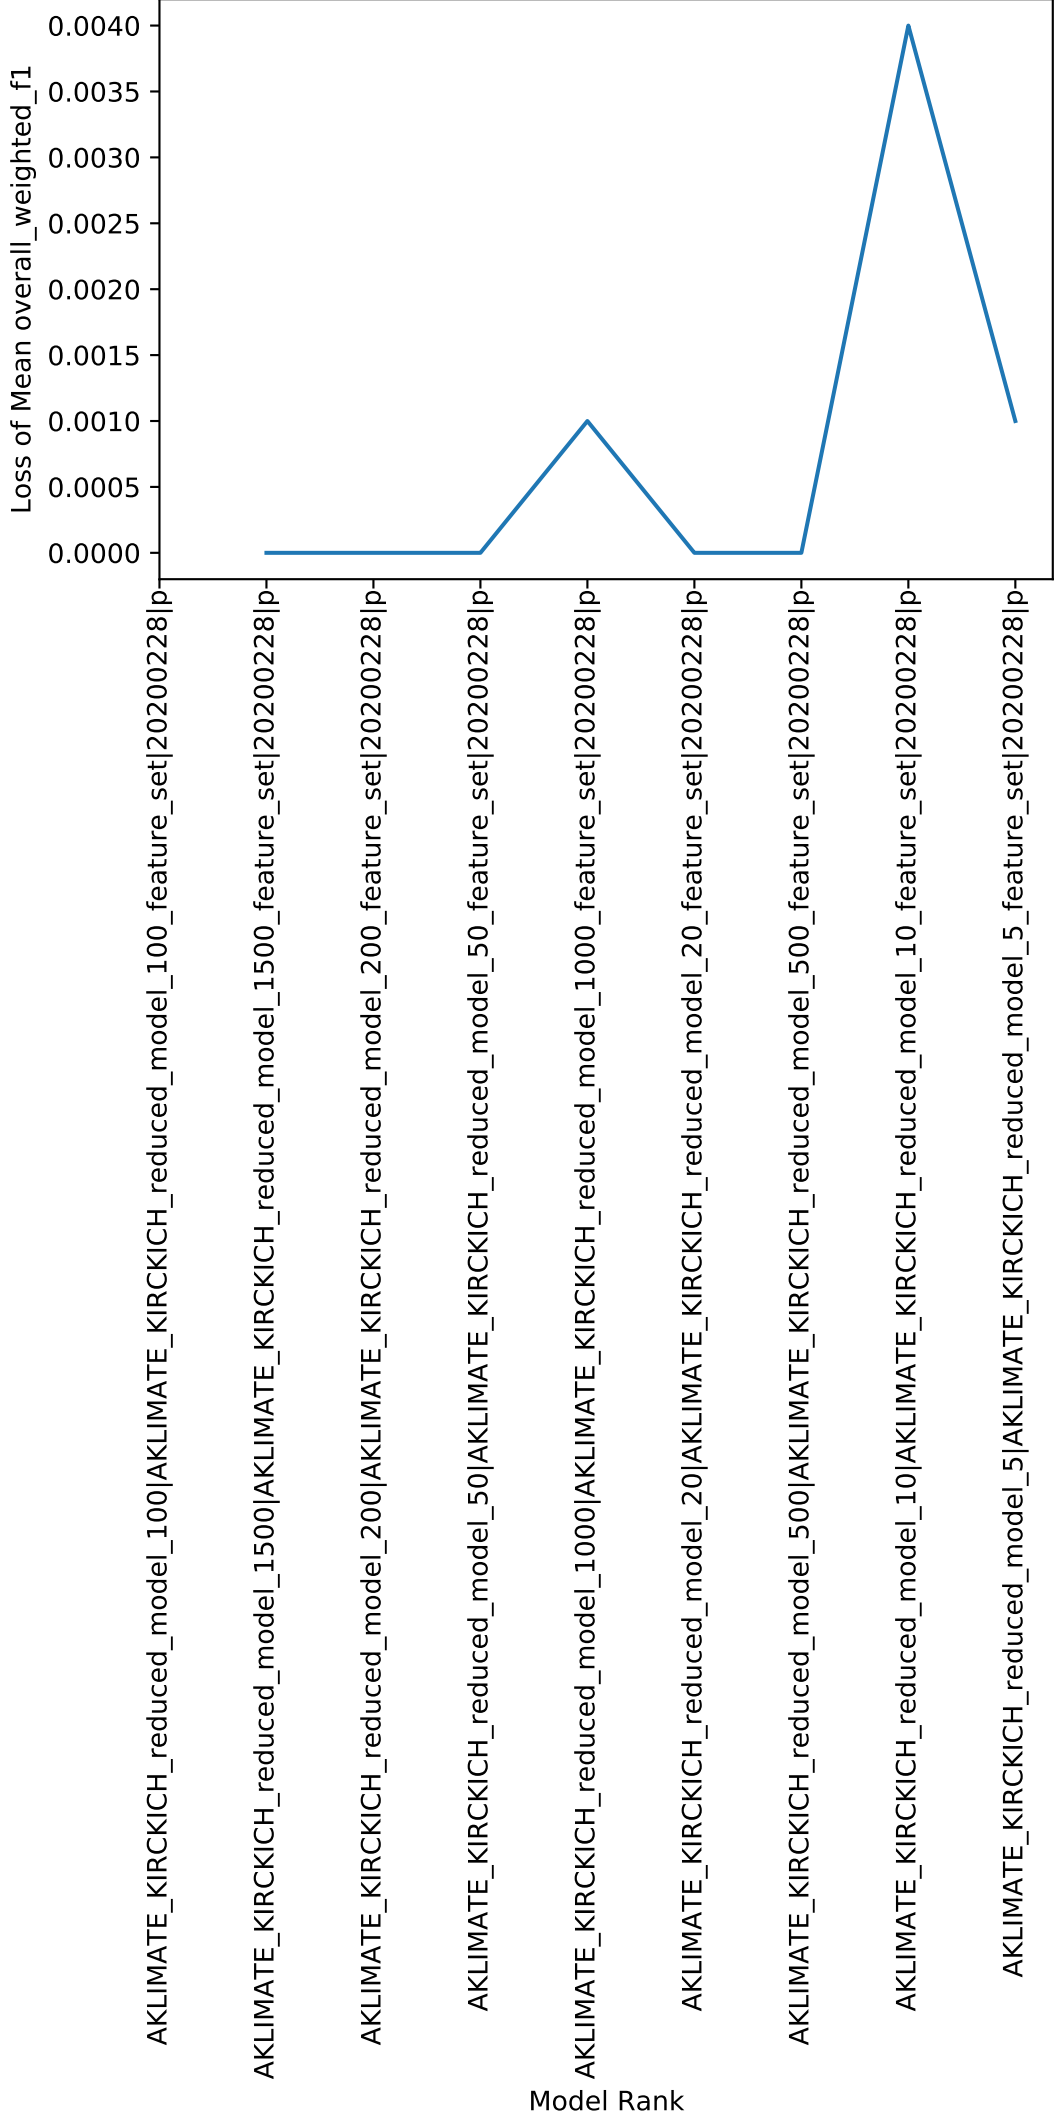 0.0040
0.0035
0.0030
0.0025
0.0020
0.0015
0.0010
0.0005
0.0000
Loss of Mean overall_weighted_f1
AKLIMATE_KIRCKICH_reduced_model_100|AKLIMATE_KIRCKICH_reduced_model_100_feature_set|20200228|p
AKLIMATE_KIRCKICH_reduced_model_1500|AKLIMATE_KIRCKICH_reduced_model_1500_feature_set|20200228|p
AKLIMATE_KIRCKICH_reduced_model_200|AKLIMATE_KIRCKICH_reduced_model_200_feature_set|20200228|p
AKLIMATE_KIRCKICH_reduced_model_50|AKLIMATE_KIRCKICH_reduced_model_50_feature_set|20200228|p
AKLIMATE_KIRCKICH_reduced_model_1000|AKLIMATE_KIRCKICH_reduced_model_1000_feature_set|20200228|p
AKLIMATE_KIRCKICH_reduced_model_20|AKLIMATE_KIRCKICH_reduced_model_20_feature_set|20200228|p
AKLIMATE_KIRCKICH_reduced_model_500|AKLIMATE_KIRCKICH_reduced_model_500_feature_set|20200228|p
AKLIMATE_KIRCKICH_reduced_model_10|AKLIMATE_KIRCKICH_reduced_model_10_feature_set|20200228|p
AKLIMATE_KIRCKICH_reduced_model_5|AKLIMATE_KIRCKICH_reduced_model_5_feature_set|20200228|p
Model Rank